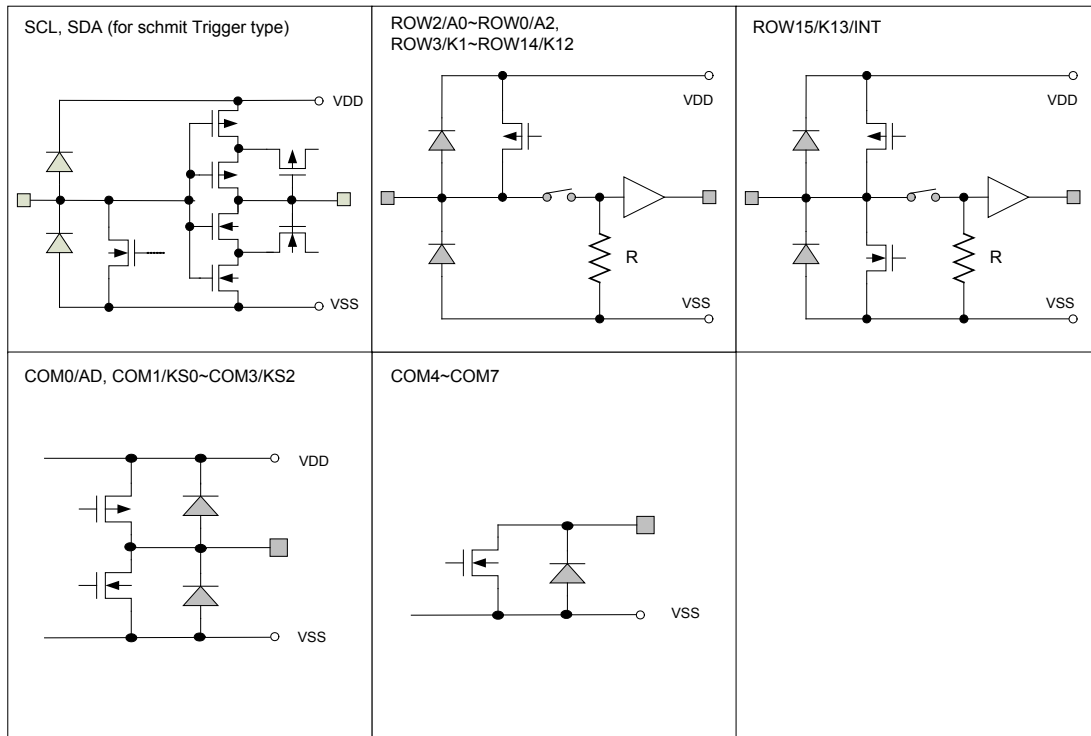 SCL, SDA (for schmit Trigger type)
VDD
VSS
ROW2/A0~ROW0/A2,
ROW3/K1~ROW14/K12
VDD
R
VSS
ROW15/K13/INT
VDD
R
VSS
COM0/AD, COM1/KS0~COM3/KS2
VDD
VSS
COM4~COM7
VSS